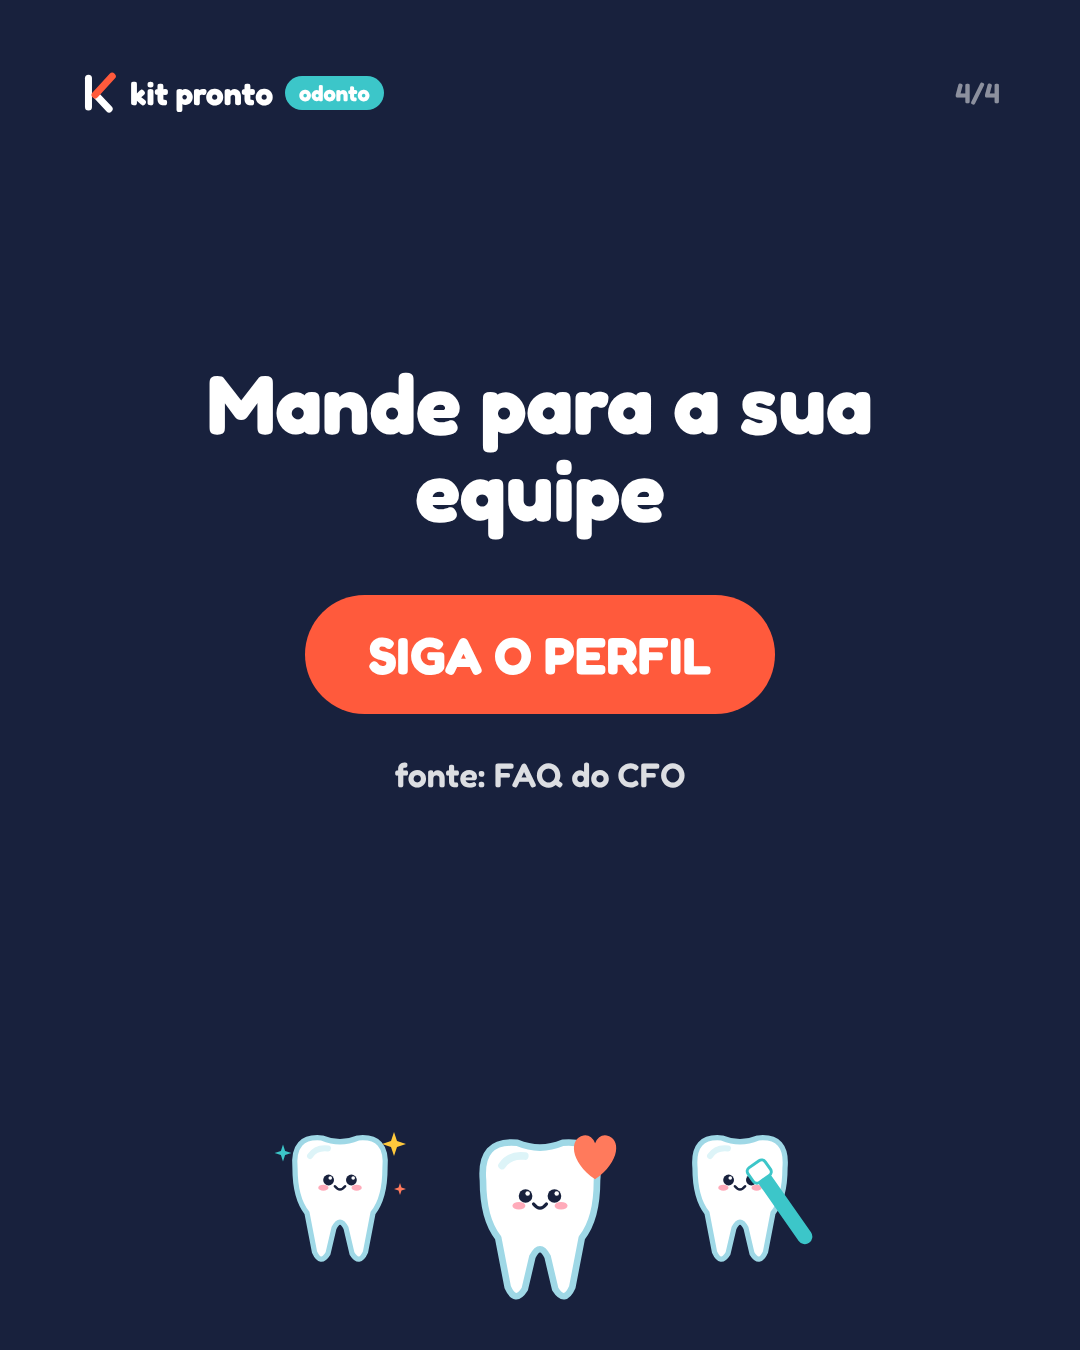 kit pronto odonto
4/4
Mande para a sua
equipe
SIGA O PERFIL
fonte: FAQ do CFO